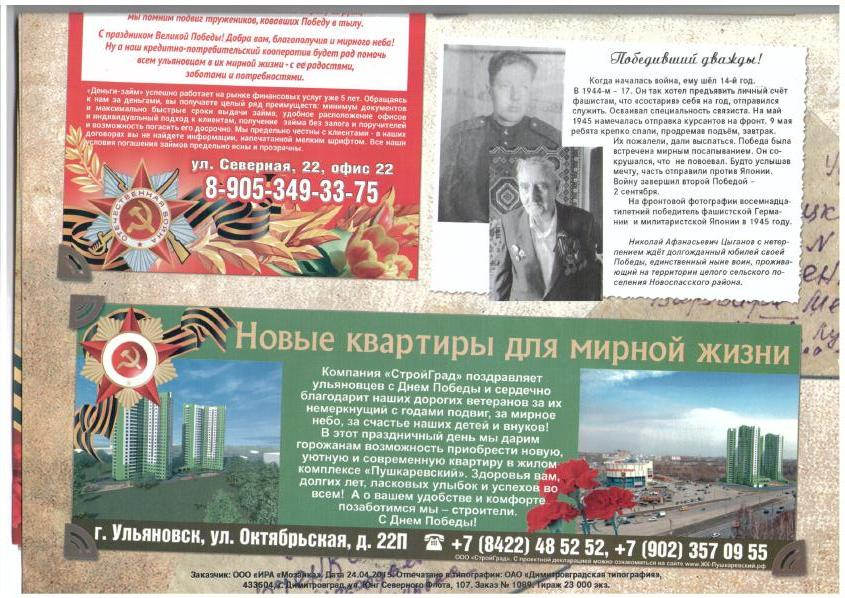 мы помним подвиг тружеников, ковавших Победу в тылу.
С праздником Великой Победы! Добра вам, благополучия и мирного неба!
Ну а наш кредитно-потребительский кооператив будет рад помочь
всем ульяновцам в их мирной жизни - с её радостями,
заботами и потребностями.
«Деньги-займ» успешно работает на рынке финансовых услуг уже 5 лет. Обращаясь
к нам за деньгами, вы получаете целый ряд преимуществ: минимум документов
и максимально быстрые сроки выдачи займа, удобное расположение офисов
и индивидуальный подход к клиентам, получение займа без залога и поручителей
и возможность погасить его досрочно. Мы предельно честны с клиентами - в наших
договорах вы не найдете информации, напечатанной мелким шрифтом. Все наши
условия погашения займов предельно ясны и прозрачны.
ул. Северная, 22, офис 22
8-905-349-33-75
ОТЕЧЕСТВЕННАЯ ВОЙНА
Победивший дважды!
Когда началась война, ему шёл 14-й год.
В 1944-м – 17. Он так хотел предъявить личный счёт
фашистам, что «состарил» себя на год, отправился
служить. Осваивал специальность связиста. На май
1945 намечалась отправка курсантов на фронт. 9 мая
ребята крепко спали, продремав подъём, завтрак.
Их пожалели, дали выспаться. Победа была
встречена мирным посапыванием. Он со-
крушался, что не повоевал. Будто услышав
мечту, часть отправили против Японии.
Войну завершил второй Победой –
2 сентября.
На фронтовой фотографии восемнадца-
тилетний победитель фашистской Герма-
нии и милитаристской Японии в 1945 году.
Николай Афанасьевич Цыганов с нетер-
пением ждёт долгожданный юбилей своей
Победы, единственный ныне воин, прожива-
ющий на территории целого сельского по-
селения Новоспасского района.
Новые квартиры для мирной жизни
Компания «СтройГрад» поздравляет
ульяновцев с Днем Победы и сердечно
благодарит наших дорогих ветеранов за их
немеркнущий с годами подвиг, за мирное
небо, за счастье наших детей и внуков!
В этот праздничный день мы дарим
горожанам возможность приобрести новую,
уютную и современную квартиру в жилом
комплексе «Пушкаревский». Здоровья вам,
долгих лет, ласковых улыбок и успехов во
всем! А о вашем удобстве и комфорте
позаботимся мы – строители.
С Днем Победы!
г. Ульяновск, ул. Октябрьская, д. 22П ☎ +7 (8422) 48 52 52, +7 (902) 357 09 55
ООО «СтройГрад». С проектной декларацией можно ознакомиться на сайте www.ЖК-Пушкаревский.рф
Заказчик: ООО «ИРА «Мозаика». Дата 24.04.2015. Отпечатано в типографии: ОАО «Димитровградская типография»,
433504, г. Димитровград, ул. Юнг Северного Флота, 107. Заказ № 1089. Тираж 23 000 экз.